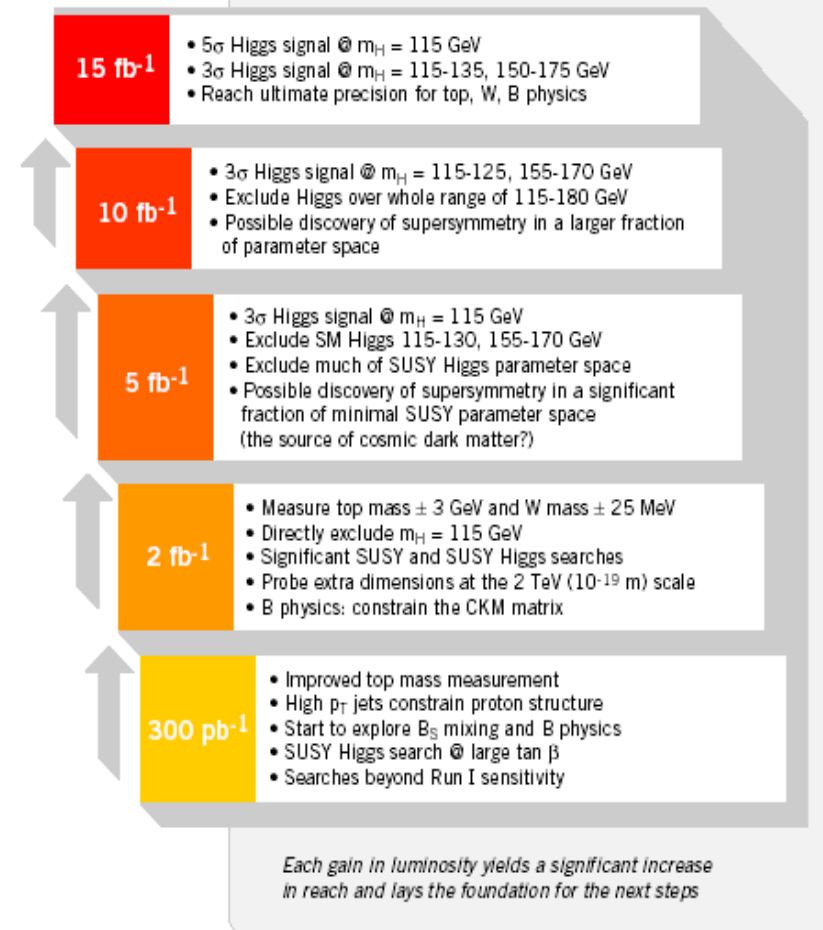 15 fb-1
• 5σ Higgs signal @ mH = 115 GeV
• 3σ Higgs signal @ mH = 115-135, 150-175 GeV
• Reach ultimate precision for top, W, B physics
10 fb-1
• 3σ Higgs signal @ mH = 115-125, 155-170 GeV
• Exclude Higgs over whole range of 115-180 GeV
• Possible discovery of supersymmetry in a larger fraction
of parameter space
5 fb-1
• 3σ Higgs signal @ mH = 115 GeV
• Exclude SM Higgs 115-130, 155-170 GeV
• Exclude much of SUSY Higgs parameter space
• Possible discovery of supersymmetry in a significant
fraction of minimal SUSY parameter space
(the source of cosmic dark matter?)
2 fb-1
• Measure top mass ± 3 GeV and W mass ± 25 MeV
• Directly exclude mH = 115 GeV
• Significant SUSY and SUSY Higgs searches
• Probe extra dimensions at the 2 TeV (10-19 m) scale
• B physics: constrain the CKM matrix
300 pb-1
• Improved top mass measurement
• High pT jets constrain proton structure
• Start to explore BS mixing and B physics
• SUSY Higgs search @ large tan β
• Searches beyond Run I sensitivity
Each gain in luminosity yields a significant increase
in reach and lays the foundation for the next steps